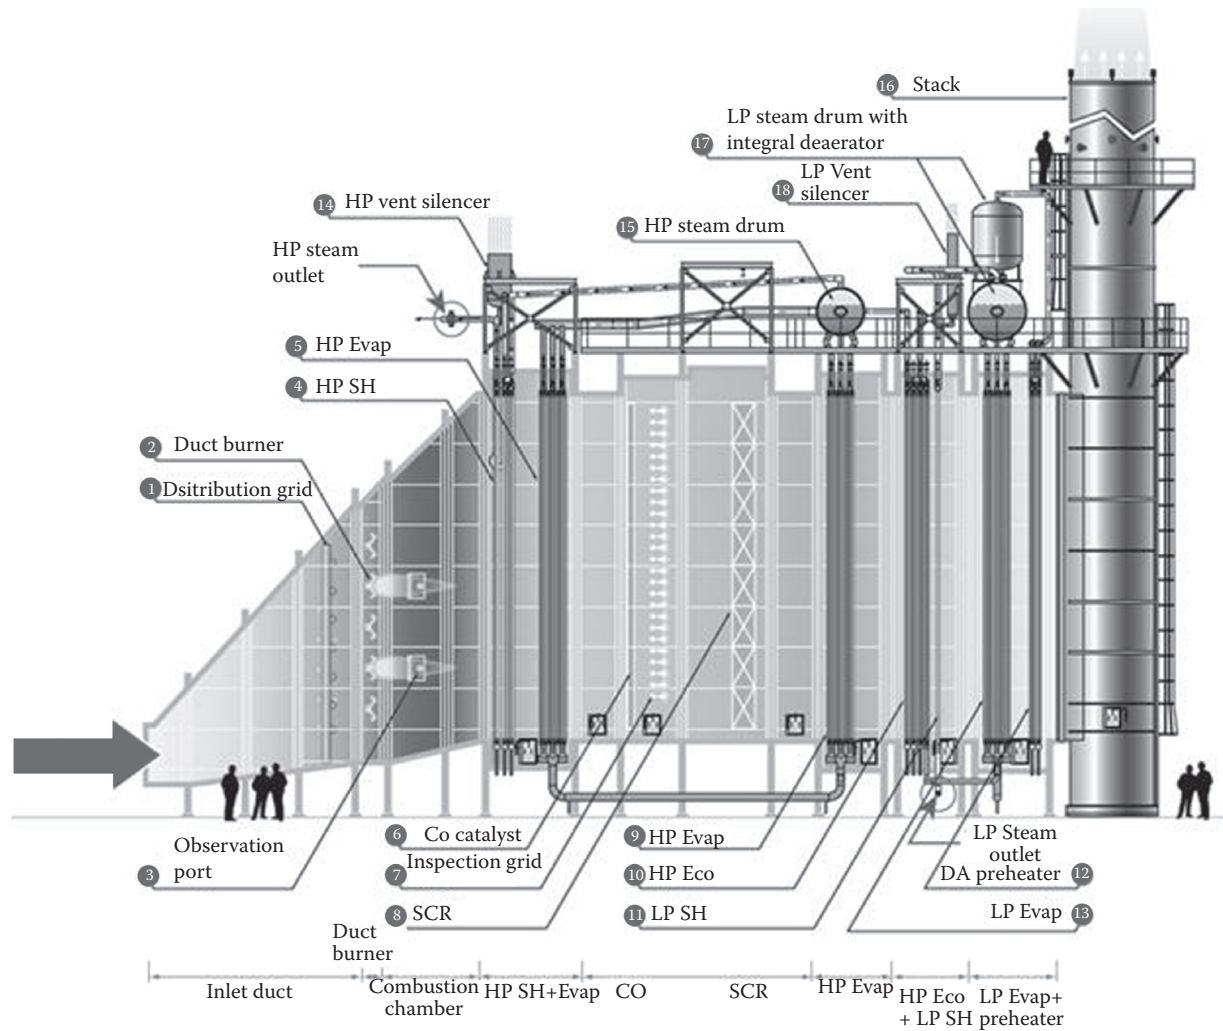 16 Stack
LP steam drum with
17 integral deaerator
LP Vent
18 silencer
14 HP vent silencer
15 HP steam drum
HP steam
outlet
5 HP Evap
4 HP SH
2 Duct burner
1 Dsitribution grid
Observation
3 port
6 Co catalyst
7 Inspection grid
8 SCR
9 HP Evap
10 HP Eco
11 LP SH
LP Steam
outlet
DA preheater 12
LP Evap 13
Duct
burner
Inlet duct
Combustion
chamber
HP SH+Evap
CO
SCR
HP Evap
HP Eco
+ LP SH
LP Evap+
preheater